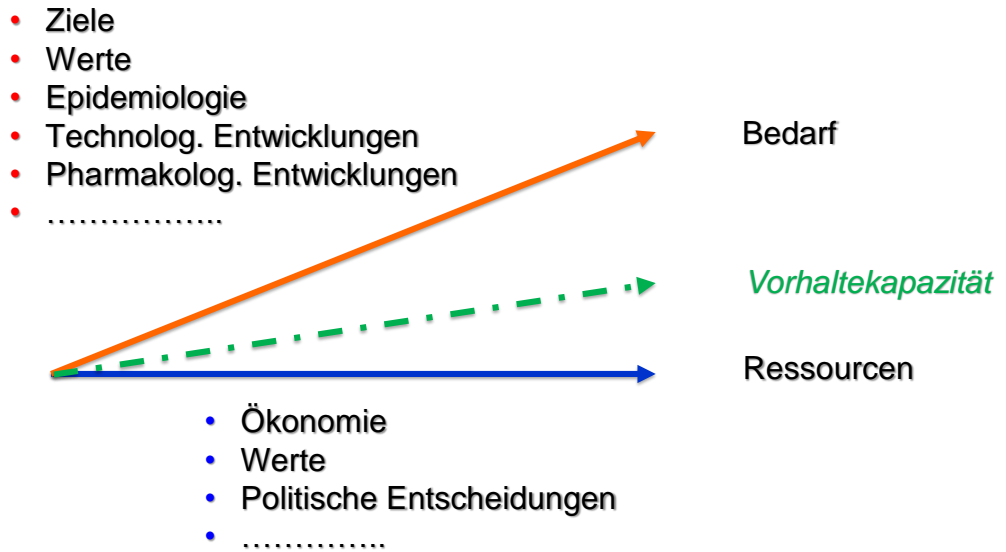 • Ziele
• Werte
• Epidemiologie
• Technolog. Entwicklungen
• Pharmakolog. Entwicklungen
• ……………..
Bedarf
Vorhaltekapazität
Ressourcen
• Ökonomie
• Werte
• Politische Entscheidungen
• …………..